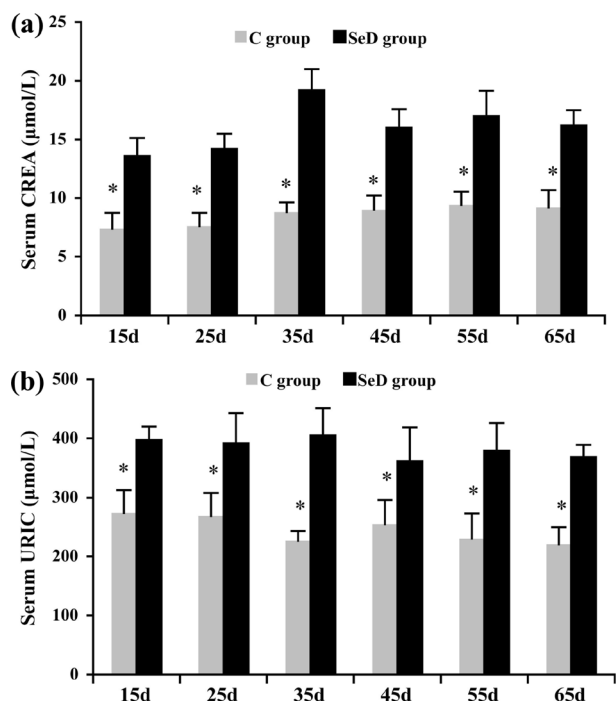 (a)
C group SeD group
Serum CREA (μmol/L)
25
20
15
10
5
0
* * * * * *
15d 25d 35d 45d 55d 65d
(b)
C group SeD group
Serum URIC (μmol/L)
500
400
300
200
100
0
* * * * * *
15d 25d 35d 45d 55d 65d